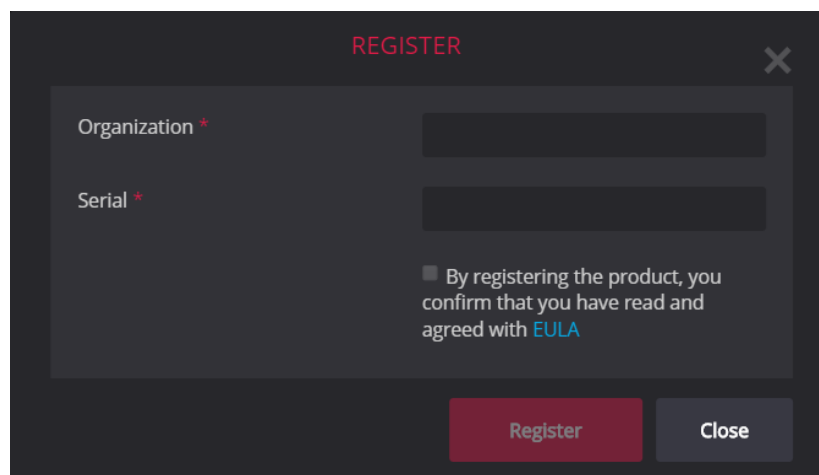 REGISTER
Organization *
Serial *
By registering the product, you
confirm that you have read and
agreed with EULA
Register
Close